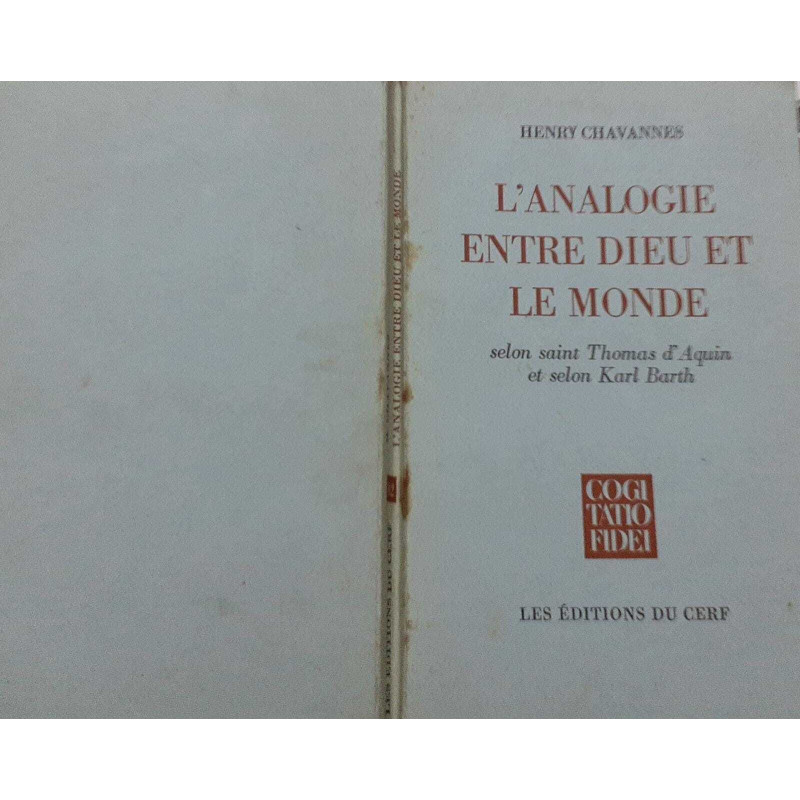 HENRY CHAVANNES
L'ANALOGIE
ENTRE DIEU ET
LE MONDE
selon saint Thomas d'Aquin
et selon Karl Barth
COGI
TATIO
FIDEI
LES ÉDITIONS DU CERF
L'ANALOGIE ENTRE DIEU ET LE MONDE
LES ÉDITIONS DU CERF